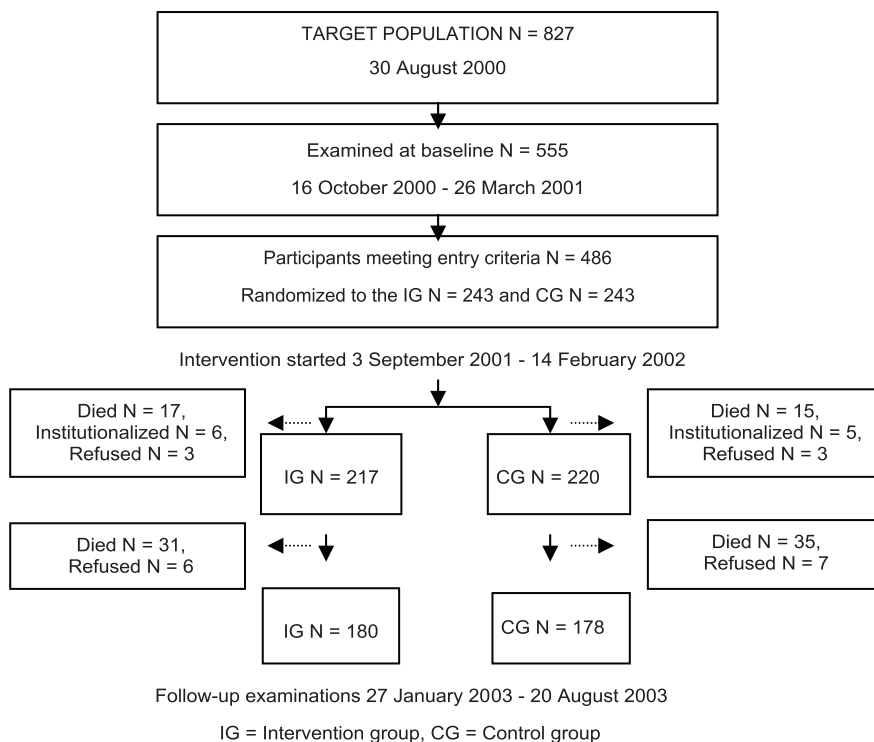 TARGET POPULATION N = 827
30 August 2000
Examined at baseline N = 555
16 October 2000 - 26 March 2001
Participants meeting entry criteria N = 486
Randomized to the IG N = 243 and CG N = 243
Intervention started 3 September 2001 - 14 February 2002
Died N = 17,
Institutionalized N = 6,
Refused N = 3
IG N = 217
CG N = 220
Died N = 15,
Institutionalized N = 5,
Refused N = 3
Died N = 31,
Refused N = 6
Died N = 35,
Refused N = 7
IG N = 180
CG N = 178
Follow-up examinations 27 January 2003 - 20 August 2003
IG = Intervention group, CG = Control group